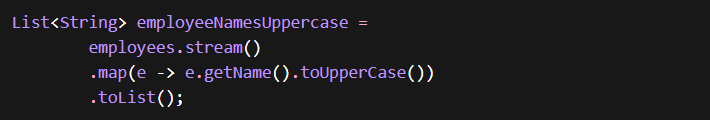 List<String> employeeNamesUppercase =
        employees.stream()
        .map(e -> e.getName().toUpperCase())
        .toList();